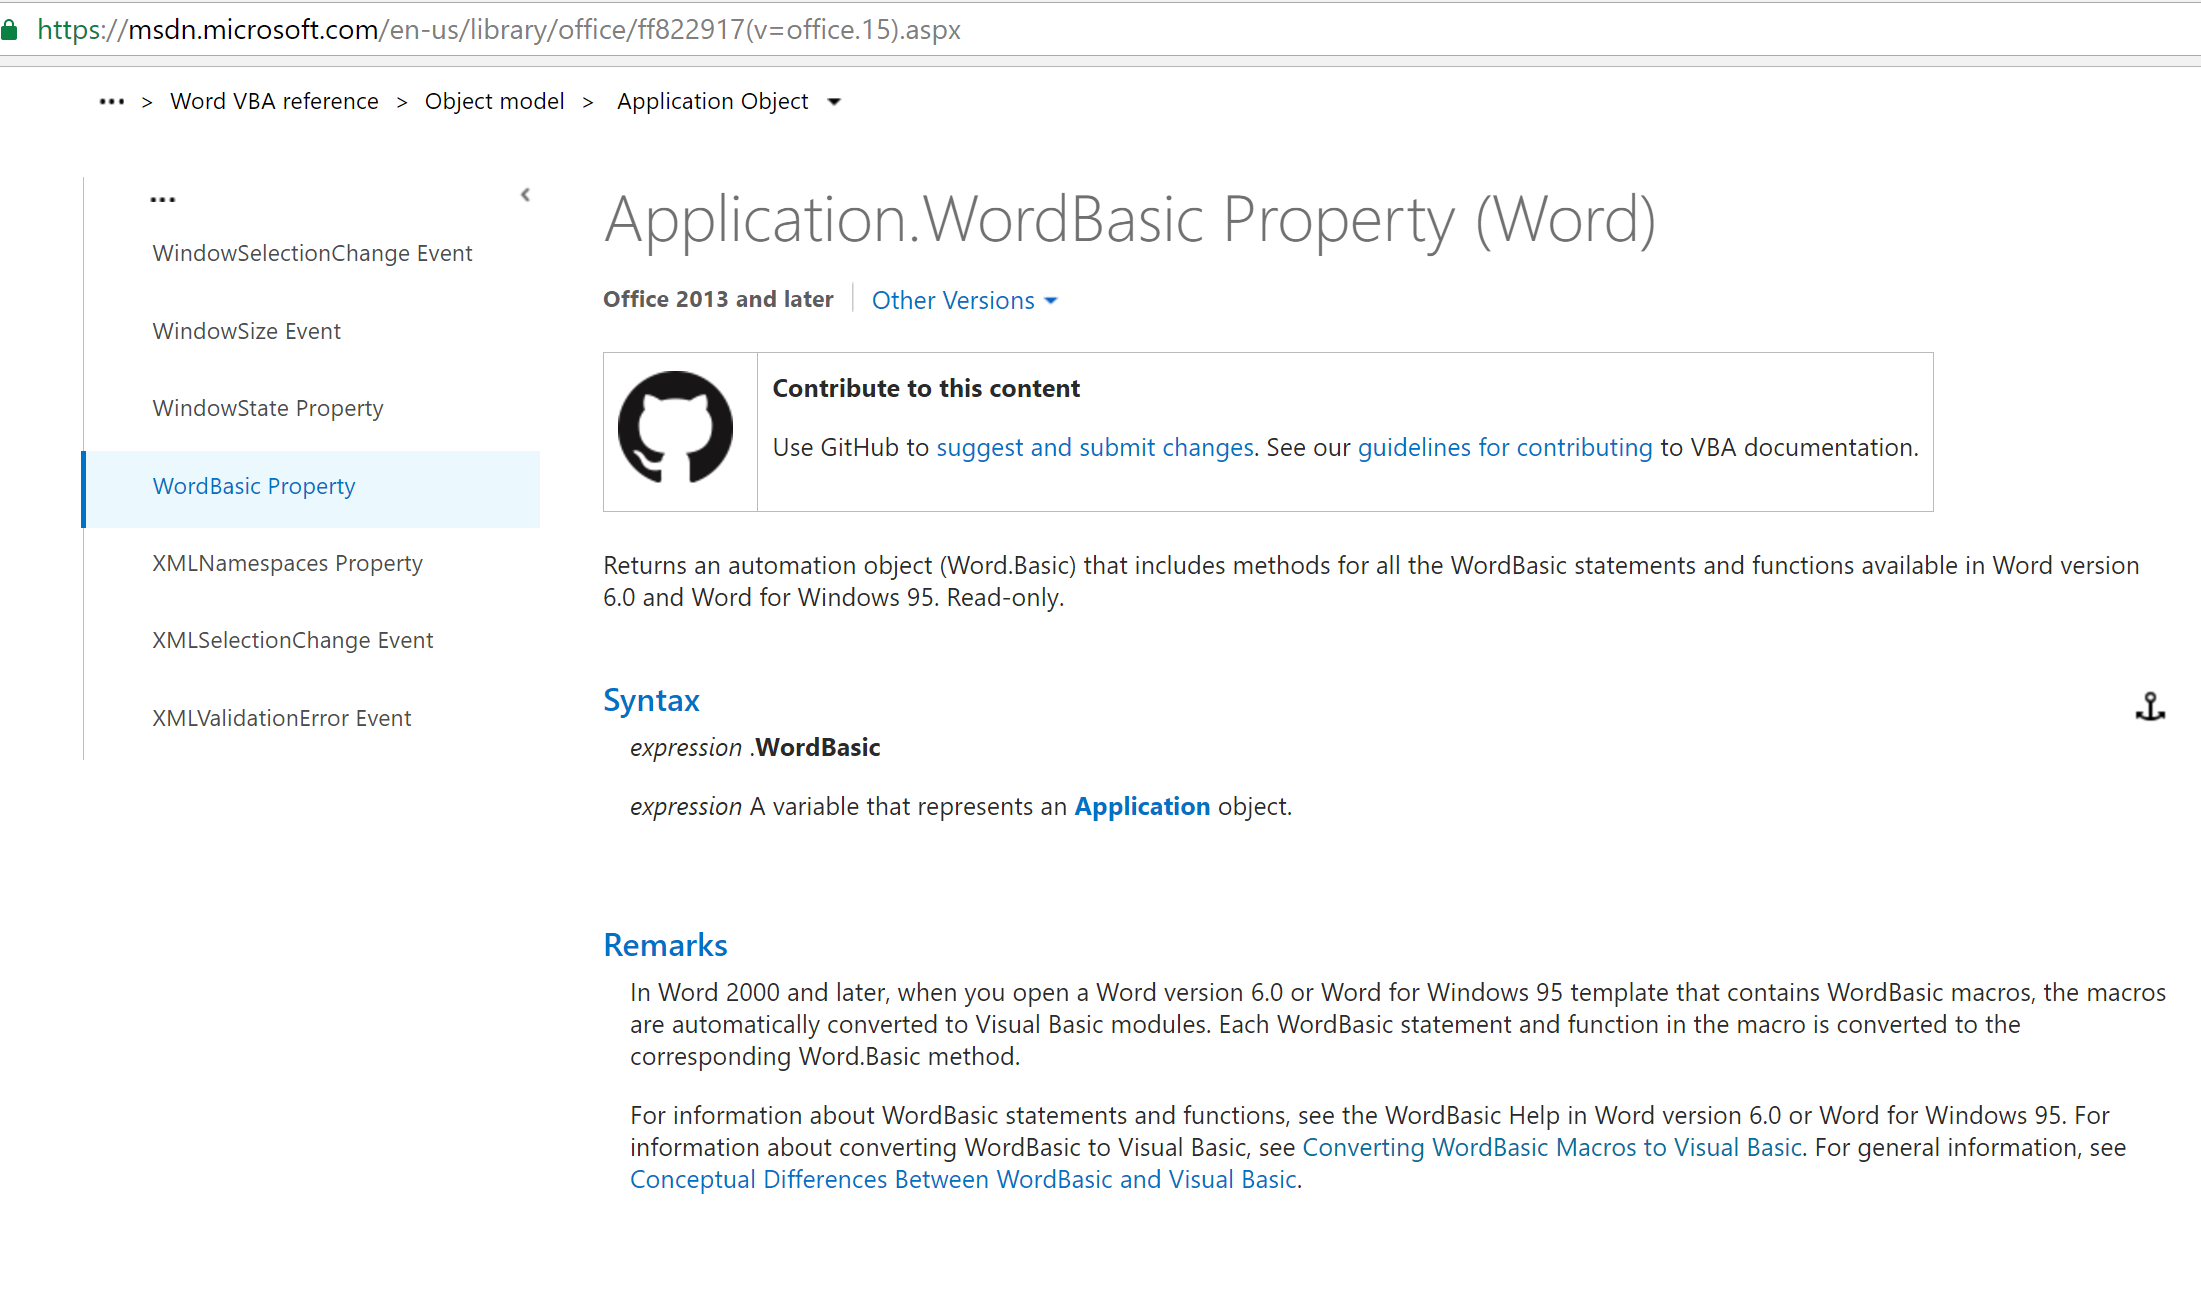 https://msdn.microsoft.com/en-us/library/office/ff822917(v=office.15).aspx
... > Word VBA reference > Object model > Application Object
...
WindowSelectionChange Event
WindowSize Event
WindowState Property
WordBasic Property
XMLNamespaces Property
XMLSelectionChange Event
XMLValidationError Event
Application.WordBasic Property (Word)
Office 2013 and later Other Versions
Contribute to this content
Use GitHub to suggest and submit changes. See our guidelines for contributing to VBA documentation.
Returns an automation object (Word.Basic) that includes methods for all the WordBasic statements and functions available in Word version
6.0 and Word for Windows 95. Read-only.
Syntax
expression .WordBasic
expression A variable that represents an Application object.
Remarks
In Word 2000 and later, when you open a Word version 6.0 or Word for Windows 95 template that contains WordBasic macros, the macros
are automatically converted to Visual Basic modules. Each WordBasic statement and function in the macro is converted to the
corresponding Word.Basic method.
For information about WordBasic statements and functions, see the WordBasic Help in Word version 6.0 or Word for Windows 95. For
information about converting WordBasic to Visual Basic, see Converting WordBasic Macros to Visual Basic. For general information, see
Conceptual Differences Between WordBasic and Visual Basic.